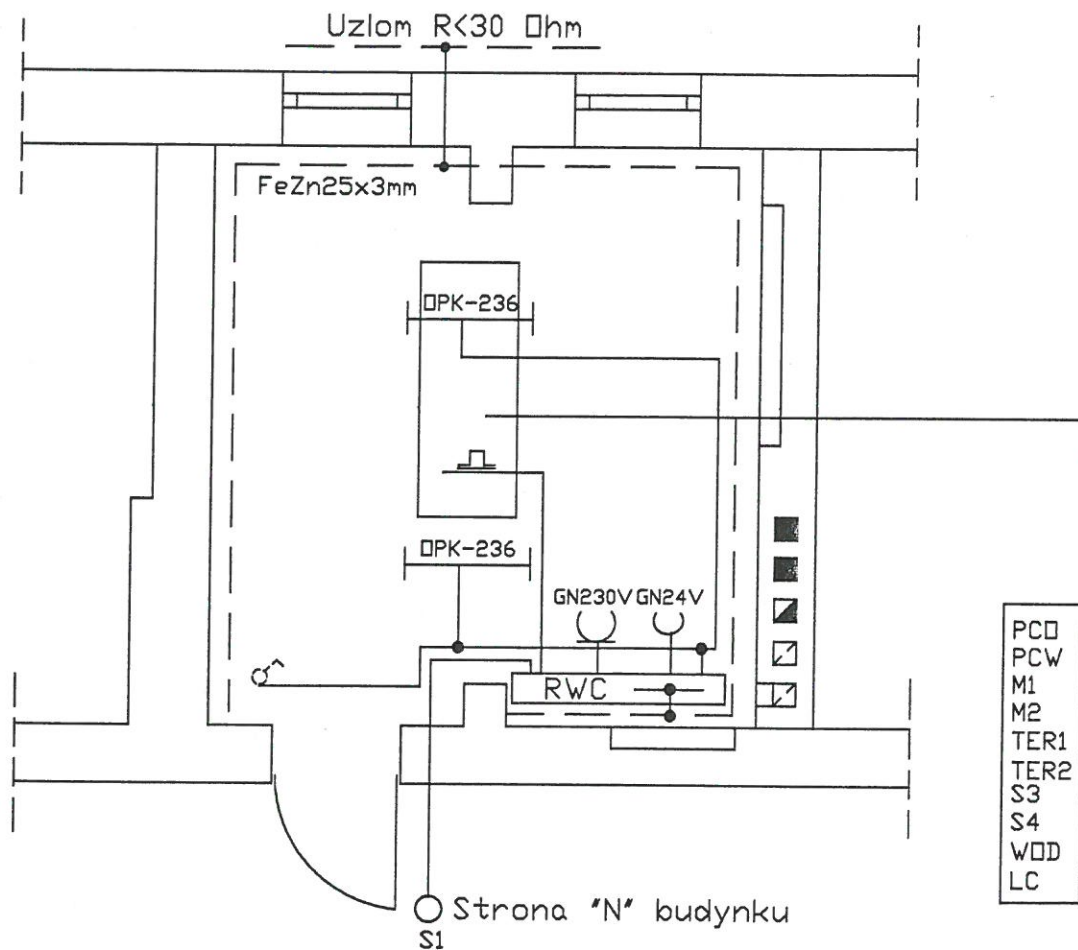 Uzlom R<30 Ohm
FeZn25x3mm
OPK-236
OPK-236
GN230V GN24V
RWC
Strona "N" budynku
S1
PCO
PCW
M1
M2
TER1
TER2
S3
S4
WOD
LC